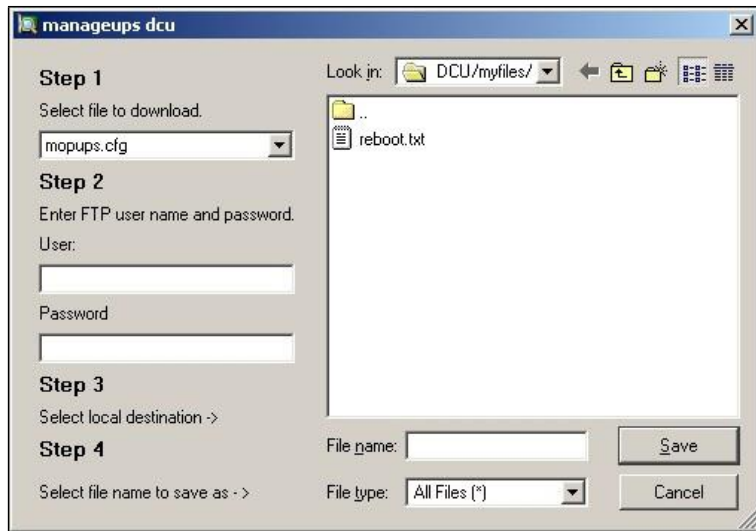 manageups dcu
Step 1
Select file to download.
mopups.cfg
Step 2
Enter FTP user name and password.
User:
Password
Step 3
Select local destination ->
Step 4
Select file name to save as - >
Look in: DCU/myfiles/
..
reboot.txt
File name:
Save
File type: All Files (*)
Cancel